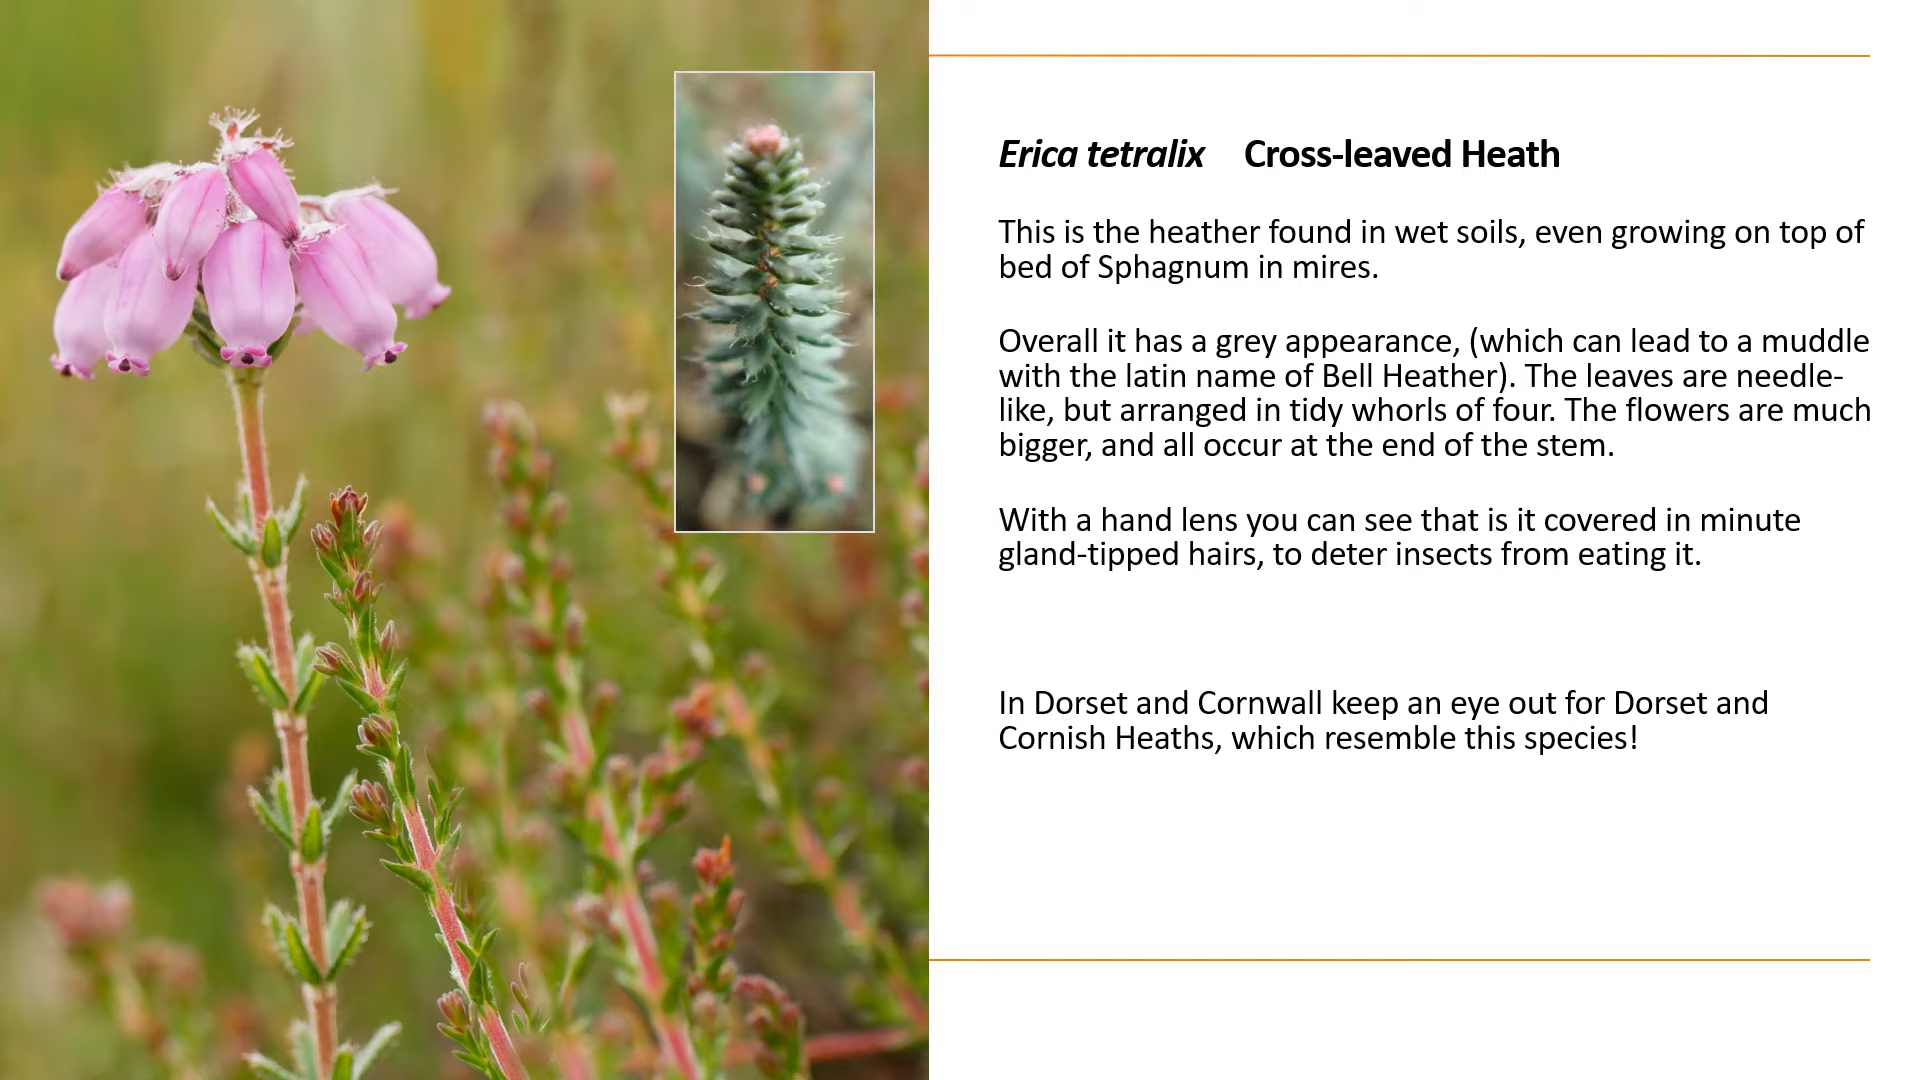 Erica tetralix Cross-leaved Heath
This is the heather found in wet soils, even growing on top of
bed of Sphagnum in mires.
Overall it has a grey appearance, (which can lead to a muddle
with the latin name of Bell Heather). The leaves are needle-
like, but arranged in tidy whorls of four. The flowers are much
bigger, and all occur at the end of the stem.
With a hand lens you can see that is it covered in minute
gland-tipped hairs, to deter insects from eating it.
In Dorset and Cornwall keep an eye out for Dorset and
Cornish Heaths, which resemble this species!